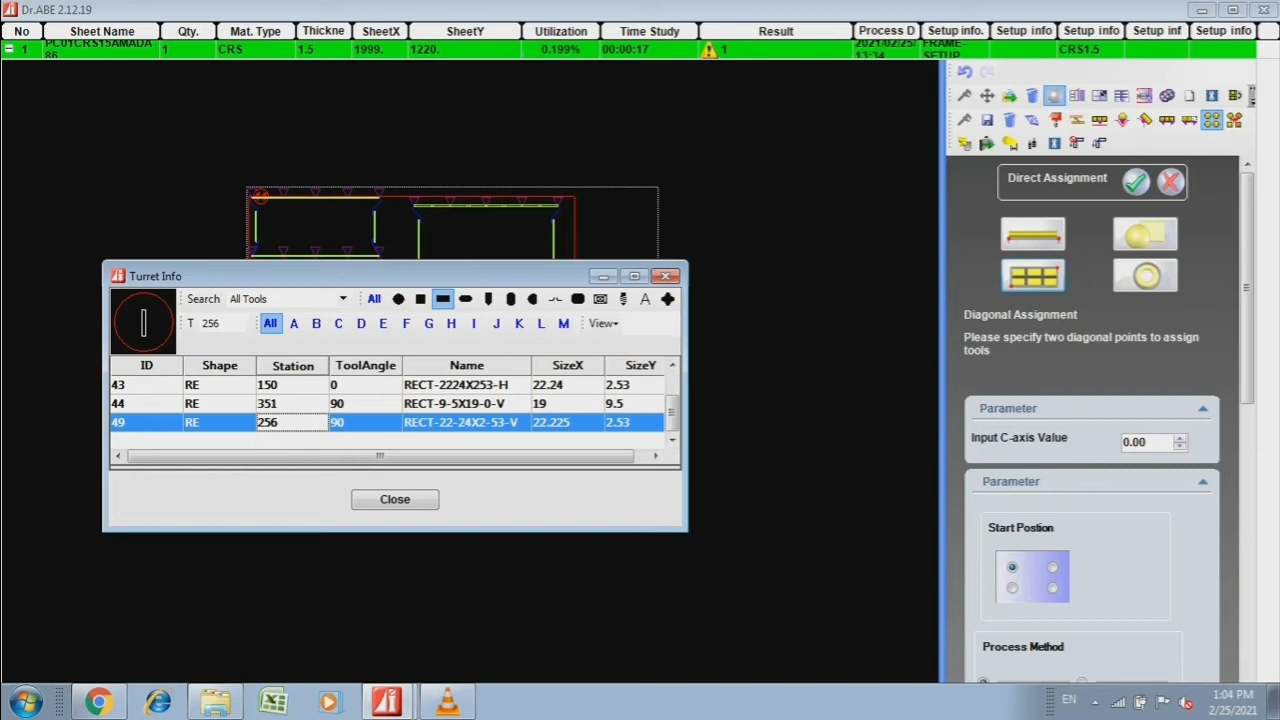 Dr.ABE 2.12.19
No Sheet Name Qty. Mat. Type Thickne SheetX SheetY Utilization Time Study Result Process D Setup info. Setup info Setup info Setup inf Setup info
1 PC01CRS15AMADA 1 CRS 1.5 1999. 1220. 0.199% 00:00:17 1 2021/02/25/ FRAME- CRS1.5
86 13:34 SETUP
Direct Assignment
Diagonal Assignment
Please specify two diagonal points to assign
tools
Parameter
Input C-axis Value 0.00
Parameter
Start Postion
Process Method
Turret Info
Search All Tools All A
T 256 All A B C D E F G H I J K L M View
ID Shape Station ToolAngle Name SizeX SizeY
43 RE 150 0 RECT-2224X253-H 22.24 2.53
44 RE 351 90 RECT-9-5X19-0-V 19 9.5
49 RE 256 90 RECT-22-24X2-53-V 22.225 2.53
Close
EN
1:04 PM
2/25/2021